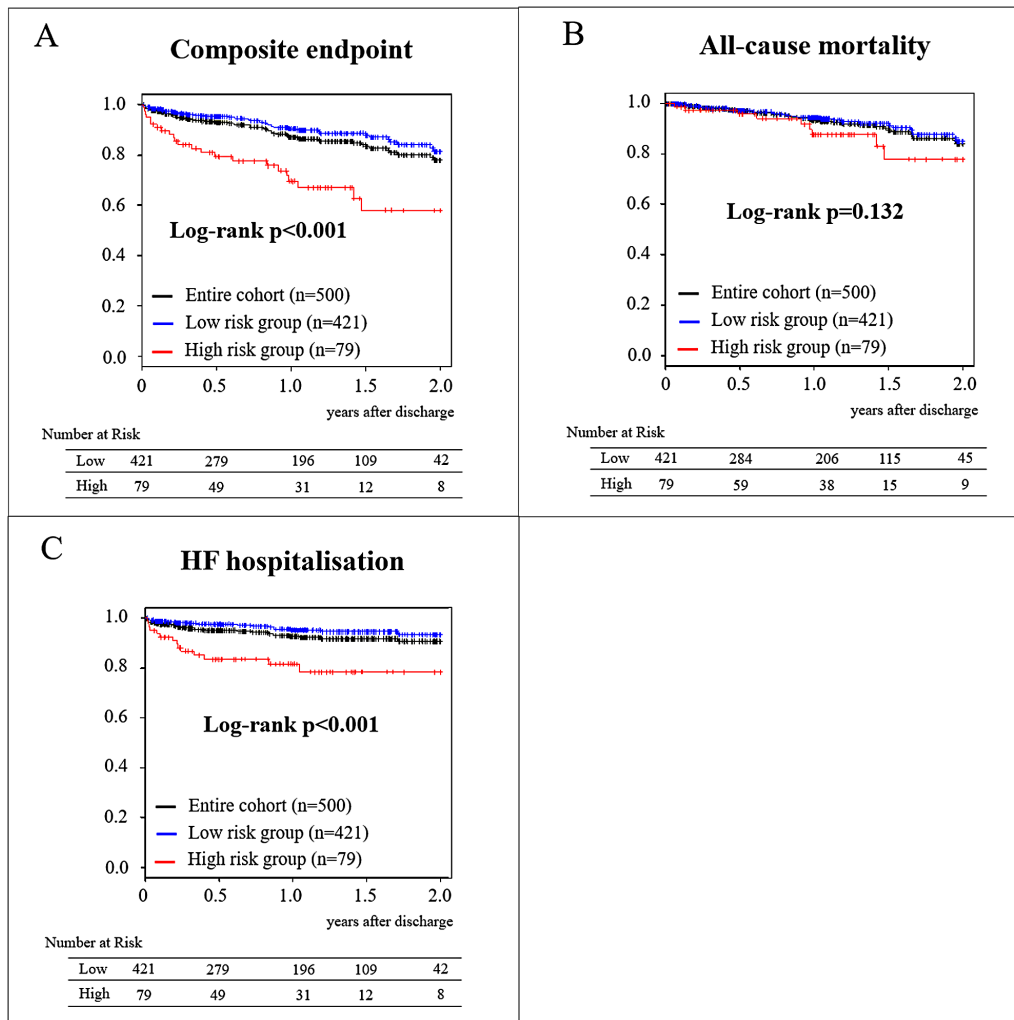 A
Composite endpoint
1.0
0.8
0.6
0.4
0.2
0.0
Log-rank p<0.001
Entire cohort (n=500)
Low risk group (n=421)
High risk group (n=79)
0 0.5 1.0 1.5 2.0
years after discharge
Number at Risk
Low 421 279 196 109 42
High 79 49 31 12 8
B
All-cause mortality
1.0
0.8
0.6
0.4
0.2
0.0
Log-rank p=0.132
Entire cohort (n=500)
Low risk group (n=421)
High risk group (n=79)
0 0.5 1.0 1.5 2.0
years after discharge
Number at Risk
Low 421 284 206 115 45
High 79 59 38 15 9
C
HF hospitalisation
1.0
0.8
0.6
0.4
0.2
0.0
Log-rank p<0.001
Entire cohort (n=500)
Low risk group (n=421)
High risk group (n=79)
0 0.5 1.0 1.5 2.0
years after discharge
Number at Risk
Low 421 279 196 109 42
High 79 49 31 12 8